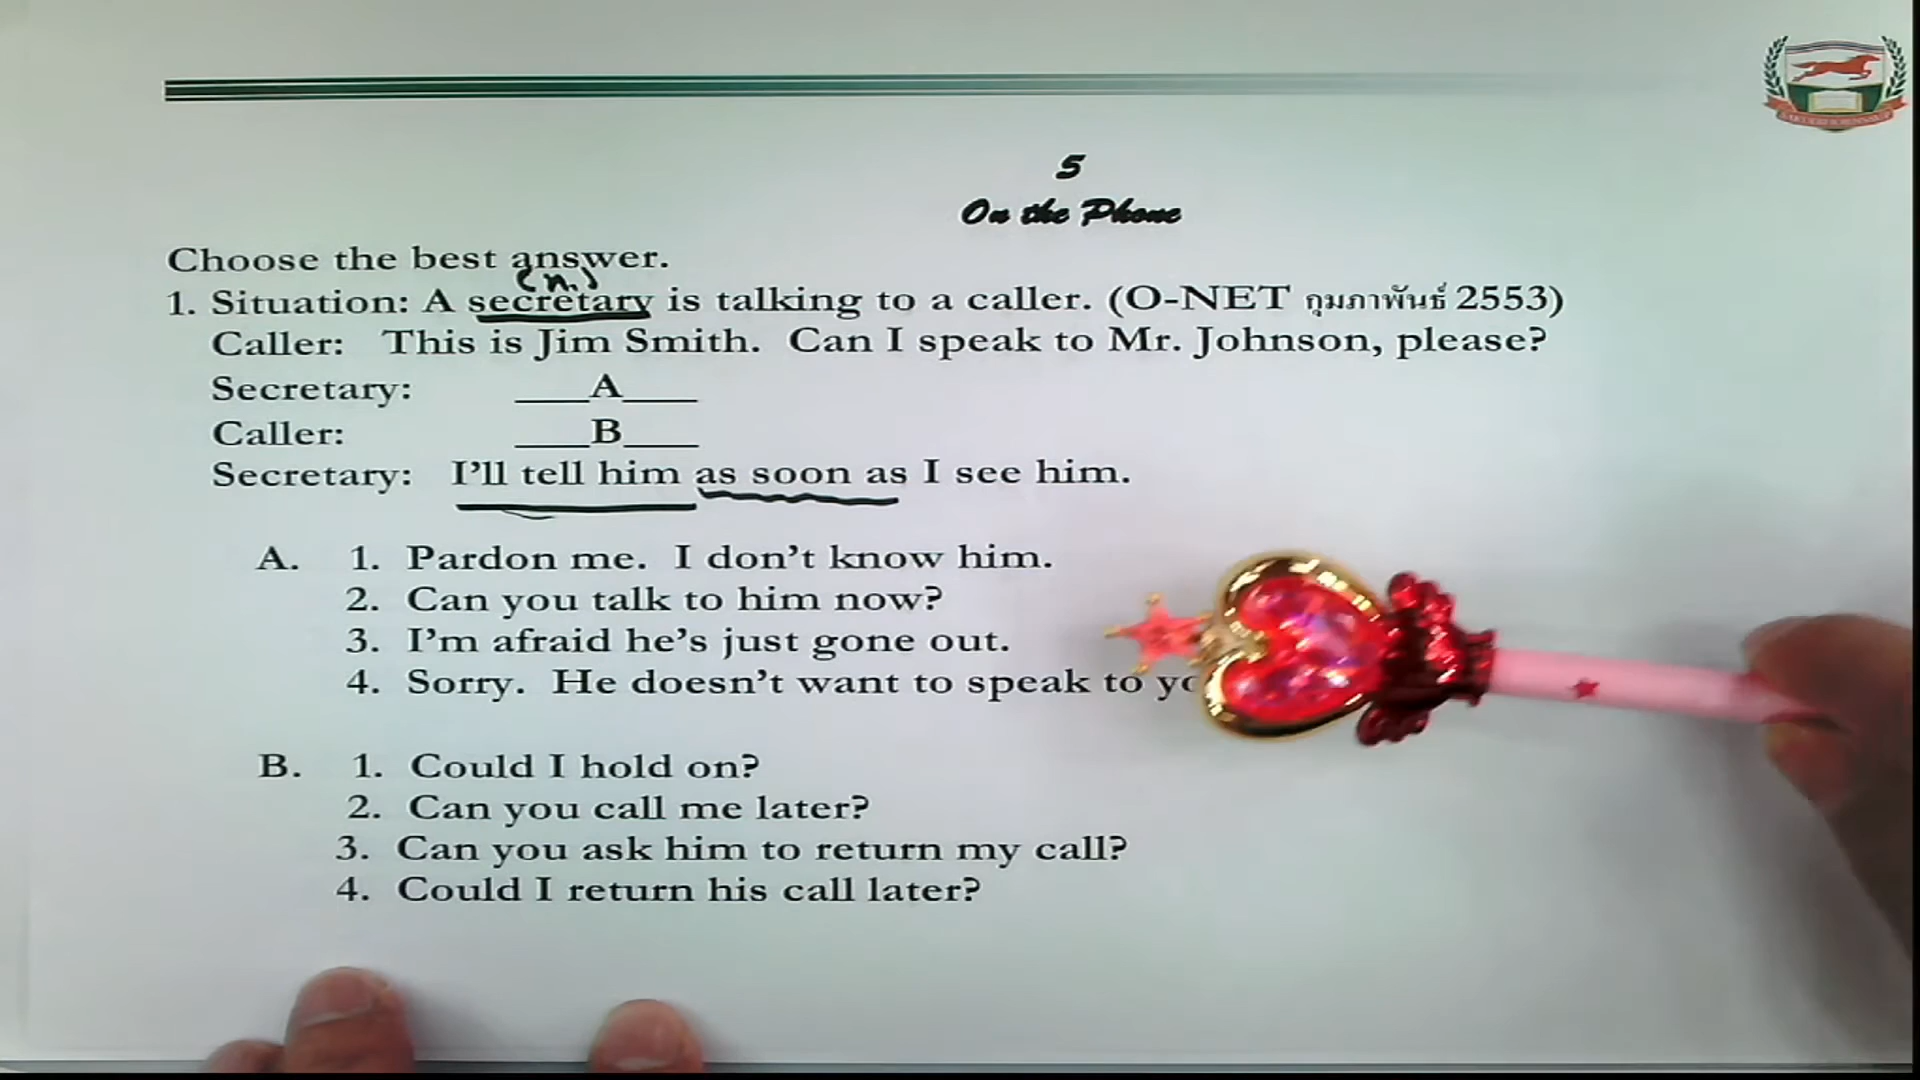 5
On the Phone
Choose the best answer.
(n.)
1. Situation: A secretary is talking to a caller. (O-NET กุมภาพันธ์ 2553)
Caller: This is Jim Smith. Can I speak to Mr. Johnson, please?
Secretary: ____A____
Caller: ____B____
Secretary: I'll tell him as soon as I see him.
A. 1. Pardon me. I don't know him.
2. Can you talk to him now?
3. I'm afraid he's just gone out.
4. Sorry. He doesn't want to speak to
B. 1. Could I hold on?
2. Can you call me later?
3. Can you ask him to return my call?
4. Could I return his call later?